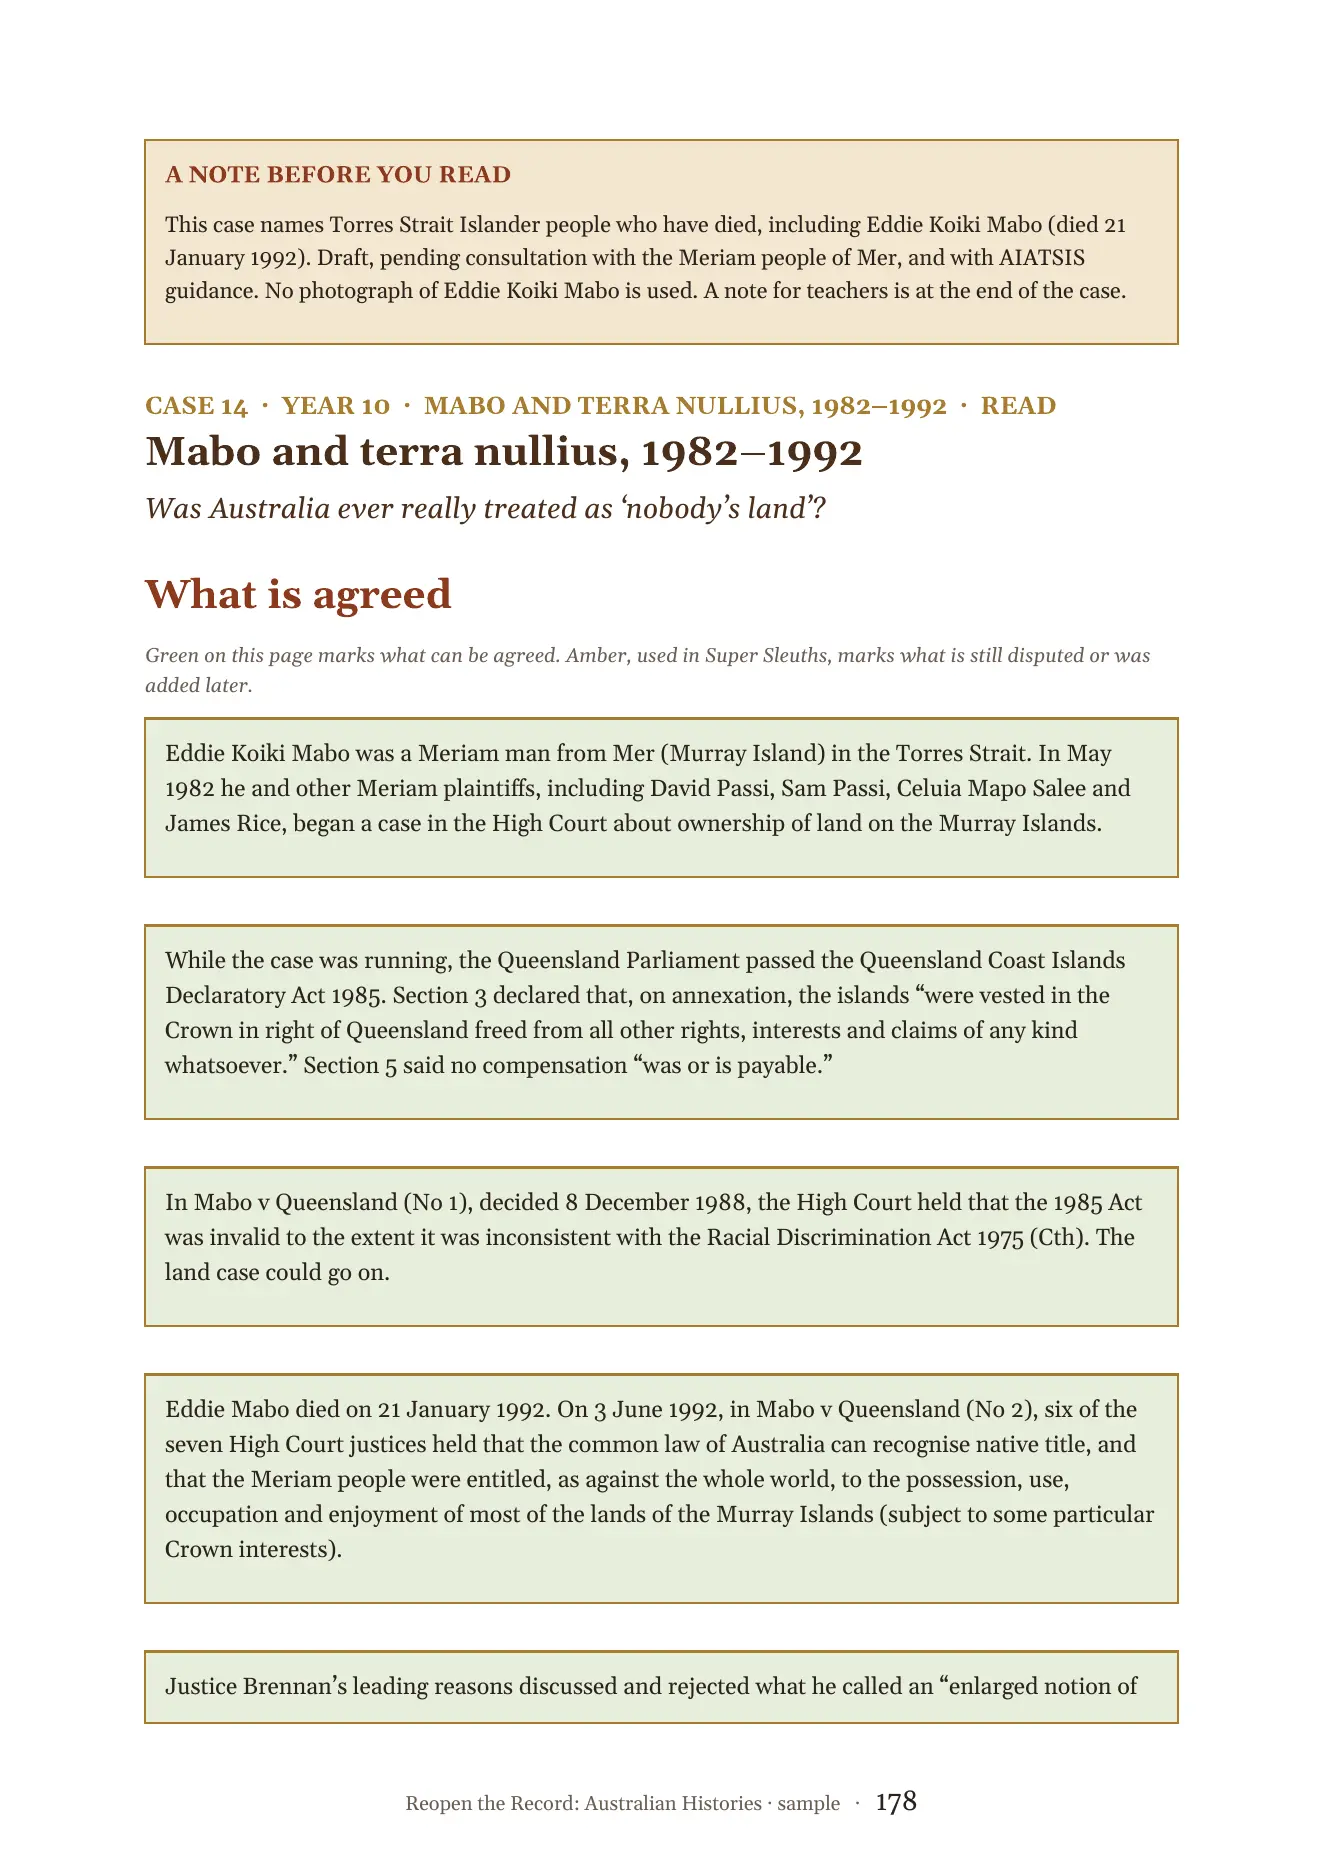 A NOTE BEFORE YOU READ
This case names Torres Strait Islander people who have died, including Eddie Koiki Mabo (died 21
January 1992). Draft, pending consultation with the Meriam people of Mer, and with AIATSIS
guidance. No photograph of Eddie Koiki Mabo is used. A note for teachers is at the end of the case.
CASE 14 · YEAR 10 · MABO AND TERRA NULLIUS, 1982–1992 · READ
Mabo and terra nullius, 1982–1992
Was Australia ever really treated as ‘nobody’s land’?
What is agreed
Green on this page marks what can be agreed. Amber, used in Super Sleuths, marks what is still disputed or was
added later.
Eddie Koiki Mabo was a Meriam man from Mer (Murray Island) in the Torres Strait. In May
1982 he and other Meriam plaintiffs, including David Passi, Sam Passi, Celuia Mapo Salee and
James Rice, began a case in the High Court about ownership of land on the Murray Islands.
While the case was running, the Queensland Parliament passed the Queensland Coast Islands
Declaratory Act 1985. Section 3 declared that, on annexation, the islands “were vested in the
Crown in right of Queensland freed from all other rights, interests and claims of any kind
whatsoever.” Section 5 said no compensation “was or is payable.”
In Mabo v Queensland (No 1), decided 8 December 1988, the High Court held that the 1985 Act
was invalid to the extent it was inconsistent with the Racial Discrimination Act 1975 (Cth). The
land case could go on.
Eddie Mabo died on 21 January 1992. On 3 June 1992, in Mabo v Queensland (No 2), six of the
seven High Court justices held that the common law of Australia can recognise native title, and
that the Meriam people were entitled, as against the whole world, to the possession, use,
occupation and enjoyment of most of the lands of the Murray Islands (subject to some particular
Crown interests).
Justice Brennan’s leading reasons discussed and rejected what he called an “enlarged notion of
Reopen the Record: Australian Histories · sample · 178